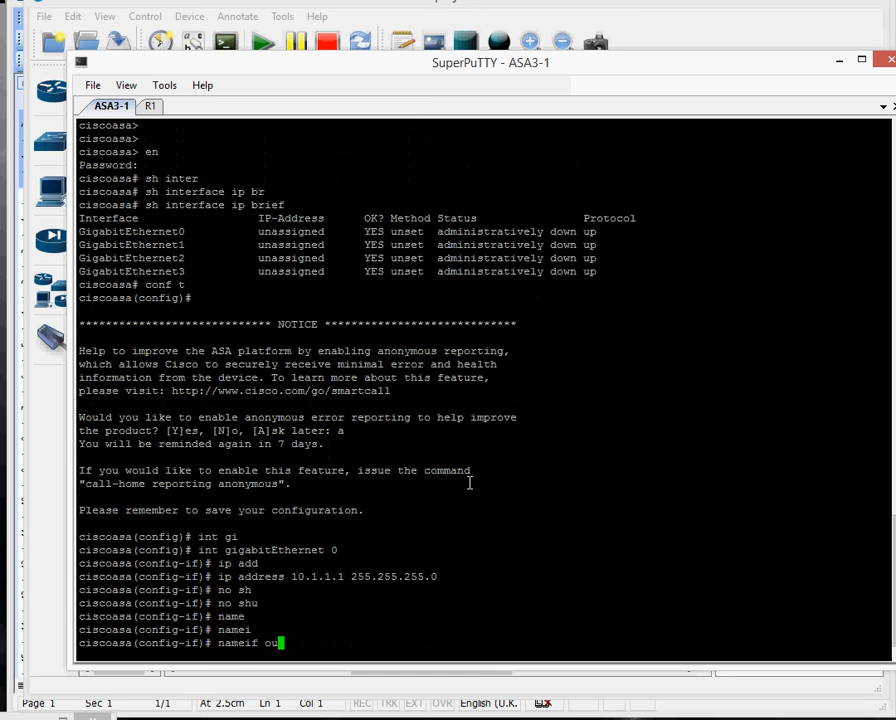 File Edit Control Device Annotate Tools Help
SuperPuTTY - ASA3-1
File View Tools Help
ASA3-1 R1
ciscoasa>
ciscoasa>
ciscoasa> en
Password:
ciscoasa# sh inter
ciscoasa# sh interface ip br
ciscoasa# sh interface ip brief
Interface IP-Address OK? Method Status Protocol
GigabitEthernet0 unassigned YES unset administratively down up
GigabitEthernet1 unassigned YES unset administratively down up
GigabitEthernet2 unassigned YES unset administratively down up
GigabitEthernet3 unassigned YES unset administratively down up
ciscoasa# conf t
ciscoasa(config)#
**************************** NOTICE *****************************
Help to improve the ASA platform by enabling anonymous reporting,
which allows Cisco to securely receive minimal error and health
information from the device. To learn more about this feature,
please visit: http://www.cisco.com/go/smartcall
Would you like to enable anonymous error reporting to help improve
the product? [Y]es, [N]o, [A]sk later: a
You will be reminded again in 7 days.
If you would like to enable this feature, issue the command
"call-home reporting anonymous".
Please remember to save your configuration.
ciscoasa(config)# int gi
ciscoasa(config)# int gigabitEthernet 0
ciscoasa(config-if)# ip add
ciscoasa(config-if)# ip address 10.1.1.1 255.255.255.0
ciscoasa(config-if)# no sh
ciscoasa(config-if)# no shu
ciscoasa(config-if)# name
ciscoasa(config-if)# namei
ciscoasa(config-if)# nameif ou
Page 1 Sec 1 1/1 At 2.5cm Ln 1 Col 1 REC TRK EXT OVR English (U.K.